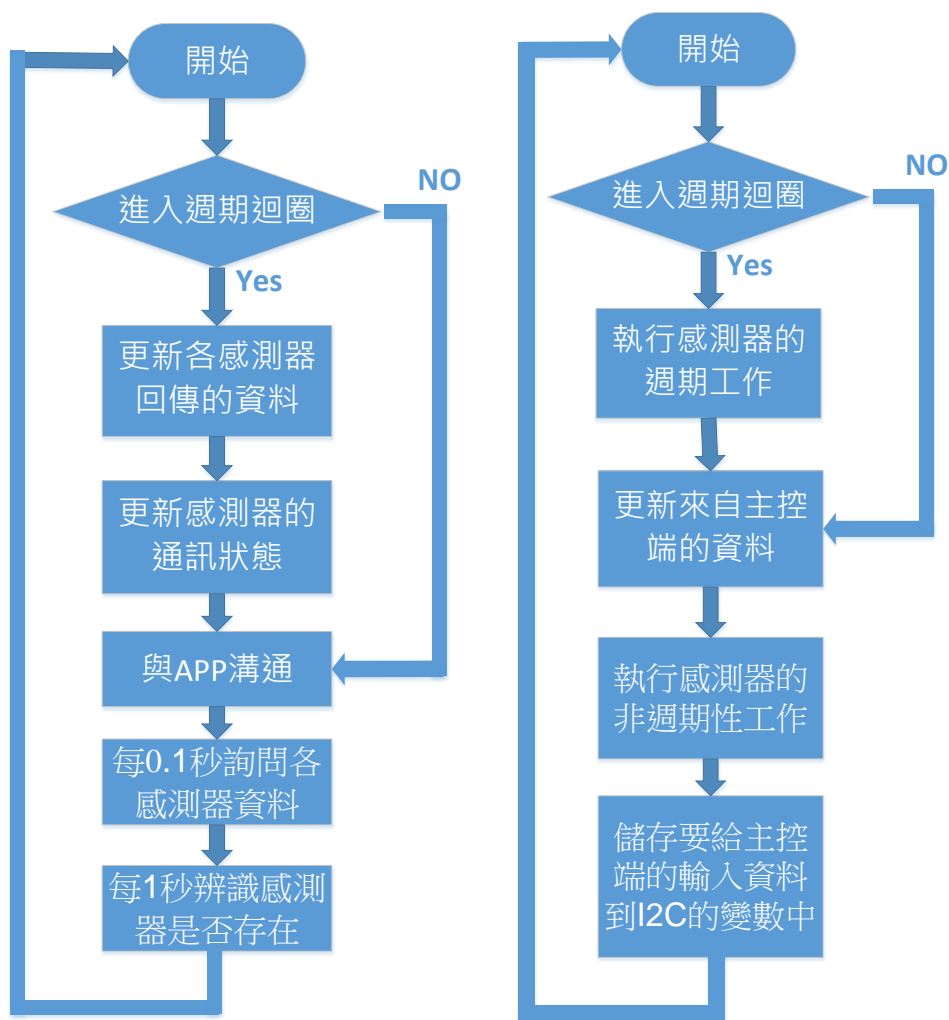 開始
進入週期迴圈
NO
Yes
更新各感測器
回傳的資料
更新感測器的
通訊狀態
與APP溝通
每0.1秒詢問各
感測器資料
每1秒辨識感測
器是否存在
開始
進入週期迴圈
NO
Yes
執行感測器的
週期工作
更新來自主控
端的資料
執行感測器的
非週期性工作
儲存要給主控
端的輸入資料
到I2C的變數中